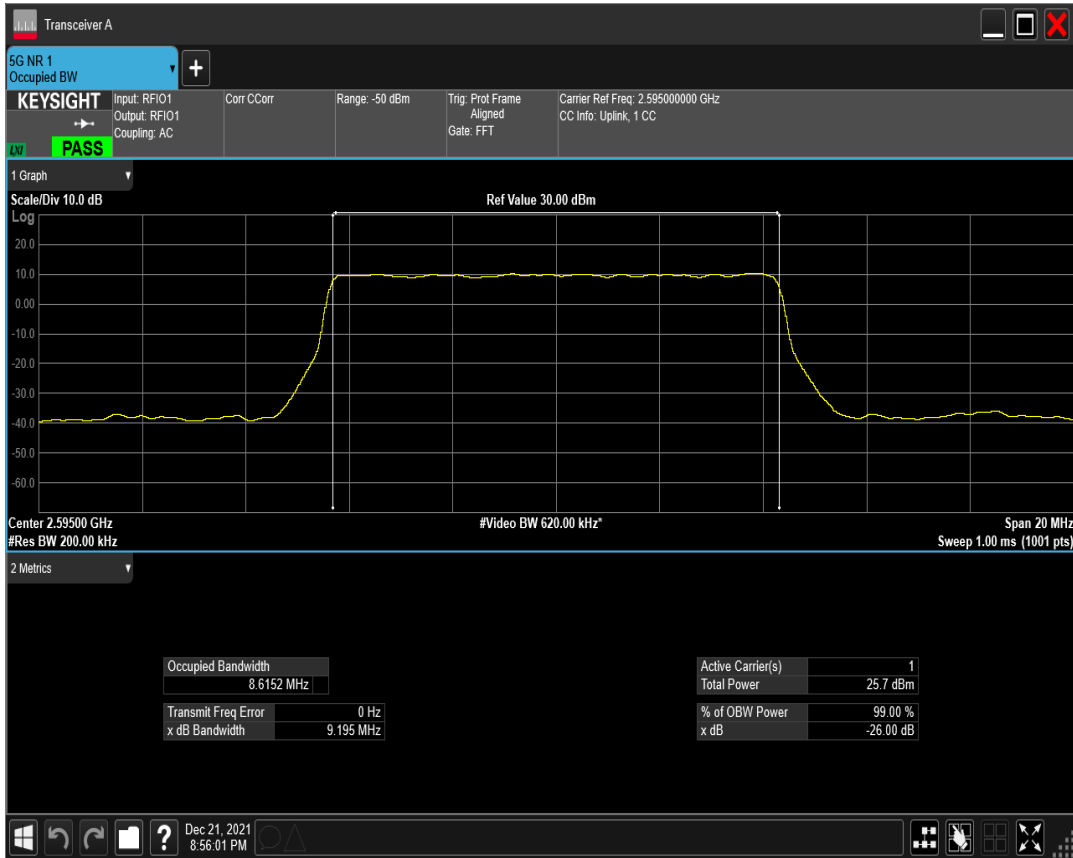 Transceiver A
5G NR 1
Occupied BW
KEYSIGHT
LXI
PASS
Input: RFIO1
Output: RFIO1
Coupling: AC
Corr CCorr
Range: -50 dBm
Trig: Prot Frame
Aligned
Gate: FFT
Carrier Ref Freq: 2.595000000 GHz
CC Info: Uplink, 1 CC
1 Graph
Scale/Div 10.0 dB
Ref Value 30.00 dBm
Log
20.0
10.0
0.00
-10.0
-20.0
-30.0
-40.0
-50.0
-60.0
Center 2.59500 GHz
#Video BW 620.00 kHz*
Span 20 MHz
#Res BW 200.00 kHz
Sweep 1.00 ms (1001 pts)
2 Metrics
Occupied Bandwidth
8.6152 MHz
Transmit Freq Error 0 Hz
x dB Bandwidth 9.195 MHz
Active Carrier(s) 1
Total Power 25.7 dBm
% of OBW Power 99.00 %
x dB -26.00 dB
?
Dec 21, 2021
8:56:01 PM